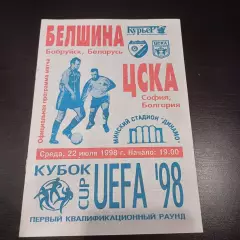 БЕЛШИНА
Бобруйск, Беларусь
Курьер
Официальная программа матча
ЦСКА
София,
Болгария
МИНСКИЙ СТАДИОН "ДИНАМО"
Среда, 22 июля 1998 г. Начало: 19.00
КУБОК
CUP
UEFA '98
ПЕРВЫЙ КВАЛИФИКАЦИОННЫЙ РАУНД